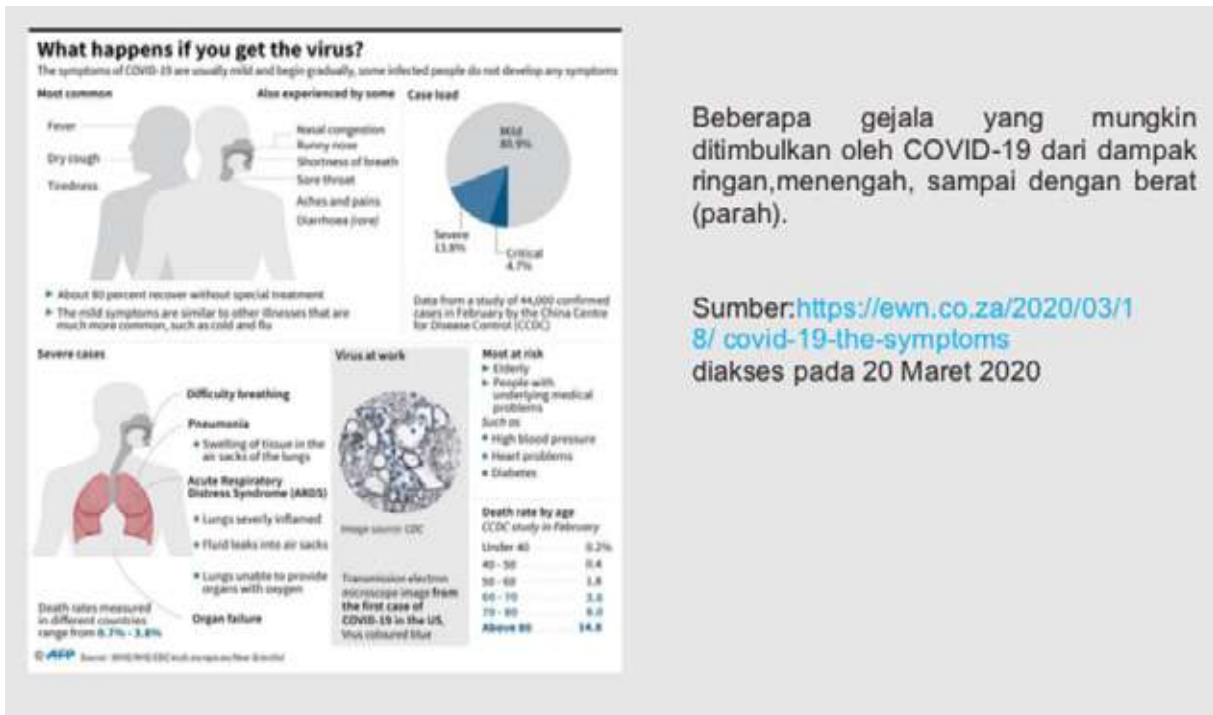 What happens if you get the virus?
The symptoms of COVID-19 are usually mild and begin gradually, some infected people do not develop any symptoms
Most common
Fever
Dry cough
Tiredness
Also experienced by some
Nasal congestion
Runny nose
Shortness of breath
Sore throat
Aches and pains
Diarrhoea (rare)
Case load
Mild
80.9%
Severe
13.8%
Critical
4.7%
► About 80 percent recover without special treatment
► The mild symptoms are similar to other illnesses that are
much more common, such as cold and flu
Data from a study of 44,000 confirmed
cases in February by the China Centre
for Disease Control (CCDC)
Severe cases
Difficulty breathing
Pneumonia
• Swelling of tissue in the
air sacks of the lungs
Acute Respiratory
Distress Syndrome (ARDS)
• Lungs severly inflamed
• Fluid leaks into air sacks
• Lungs unable to provide
organs with oxygen
Organ failure
Death rates measured
in different countries
range from 0.7% - 3.8%
Virus at work
Image source: CDC
Transmission electron
microscope image from
the first case of
COVID-19 in the US,
Virus coloured blue
Most at risk
► Elderly
► People with
underlying medical
problems
Such as
• High blood pressure
• Heart problems
• Diabetes
Death rate by age
CCDC study in February
Under 40 0.2%
40 - 50 0.4
50 - 60 1.8
60 - 70 3.6
70 - 80 8.0
Above 80 14.8
© AFP
Beberapa gejala yang mungkin
ditimbulkan oleh COVID-19 dari dampak
ringan,menengah, sampai dengan berat
(parah).
Sumber:https://ewn.co.za/2020/03/1
8/ covid-19-the-symptoms
diakses pada 20 Maret 2020